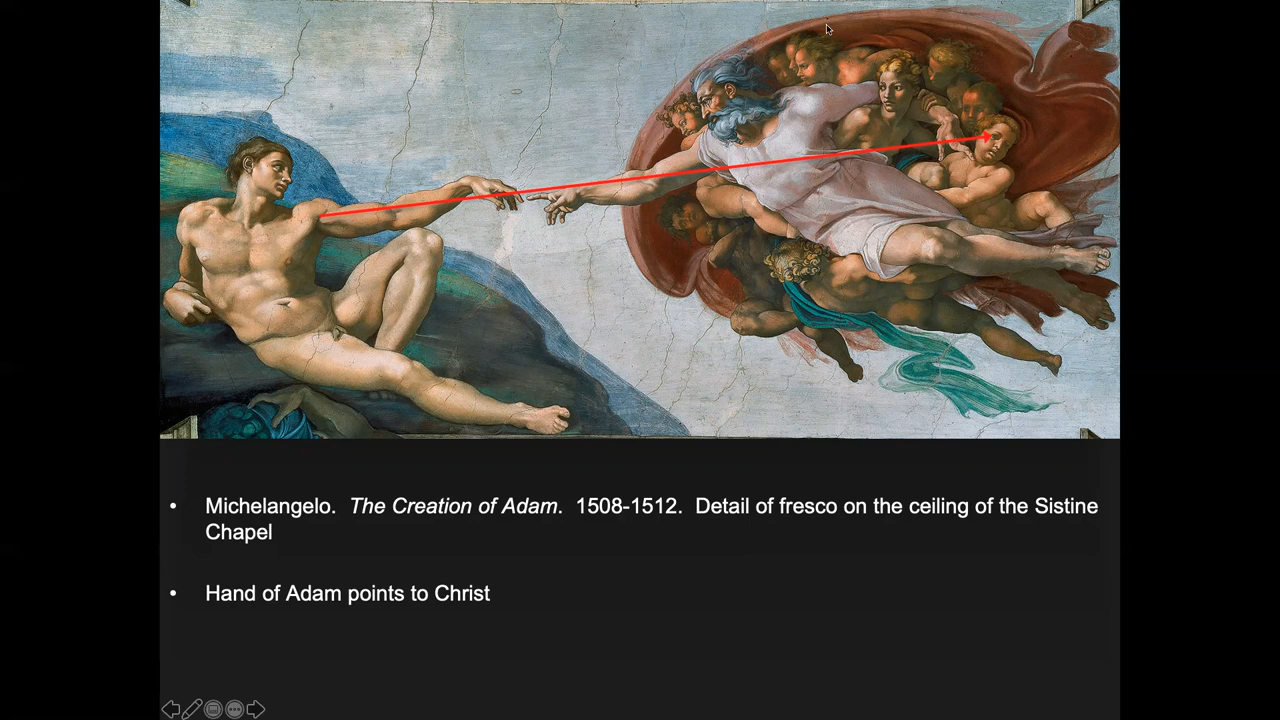 • Michelangelo. The Creation of Adam. 1508-1512. Detail of fresco on the ceiling of the Sistine
Chapel
• Hand of Adam points to Christ